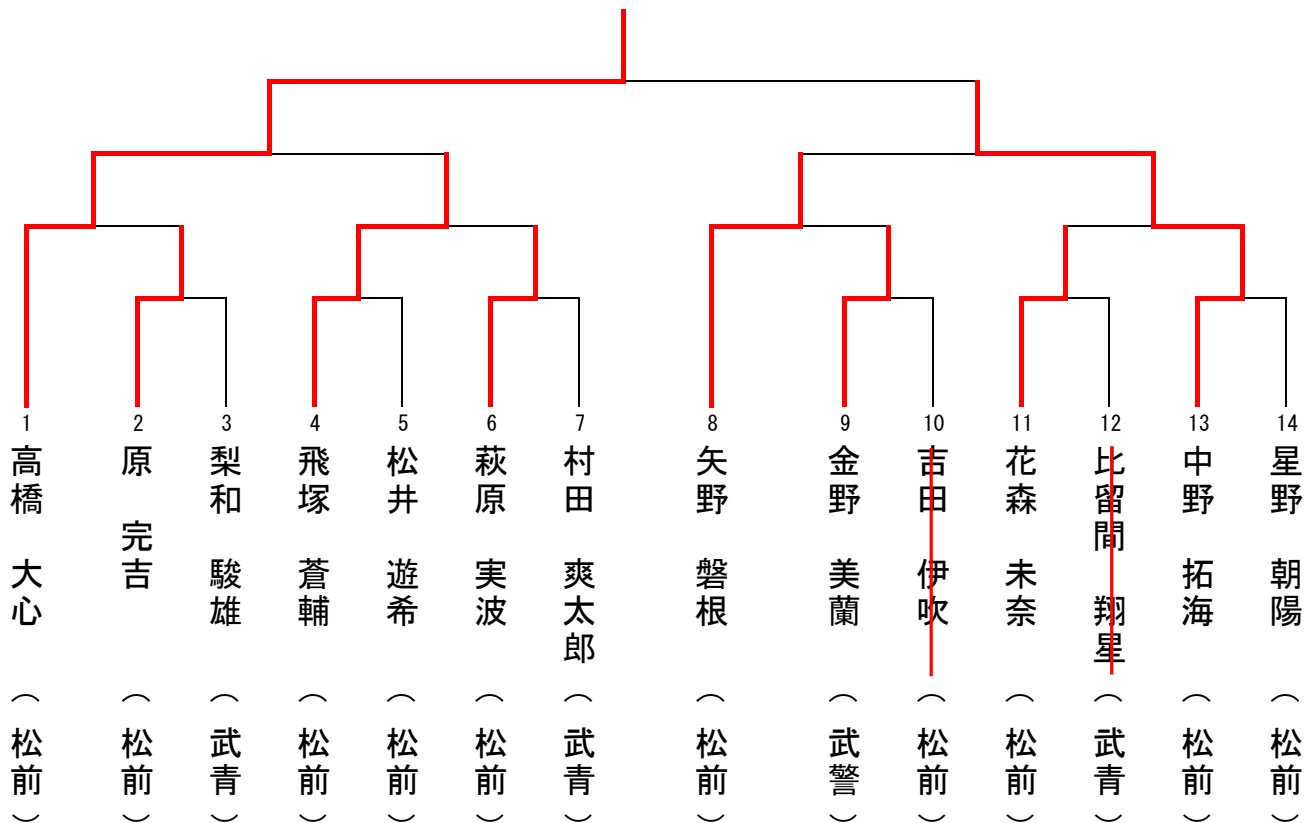 1
高橋 大心
（松前）
2
原 完吉
（松前）
3
梨和 駿雄
（武青）
4
飛塚 蒼輔
（松前）
5
松井 遊希
（松前）
6
萩原 実波
（松前）
7
村田 爽太郎
（武青）
8
矢野 磐根
（松前）
9
金野 美蘭
（武警）
10
吉田 伊吹
（松前）
11
花森 未奈
（松前）
12
比留間 翔星
（武青）
13
中野 拓海
（松前）
14
星野 朝陽
（松前）